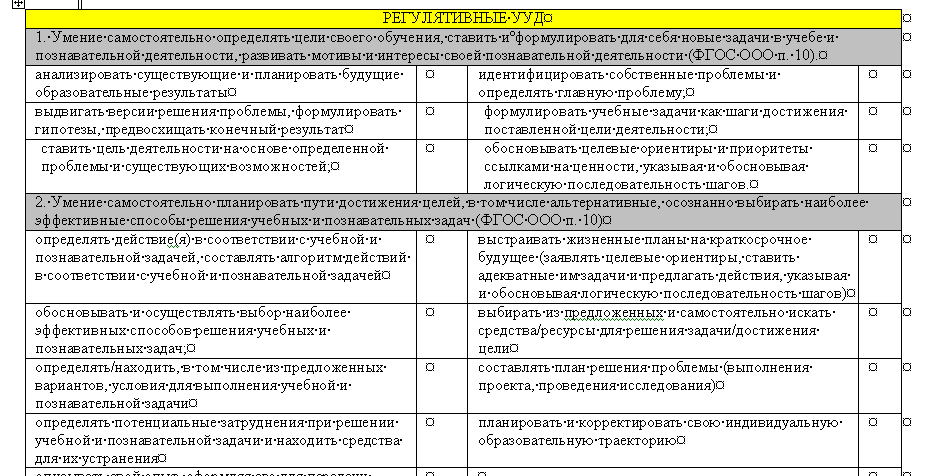 РЕГУЛЯТИВНЫЕ УУД
1. Умение самостоятельно определять цели своего обучения, ставить и формулировать для себя новые задачи в учебе и
познавательной деятельности, развивать мотивы и интересы своей познавательной деятельности (ФГОС ООО п. 10).
анализировать существующие и планировать будущие
образовательные результаты
идентифицировать собственные проблемы и
определять главную проблему;
выдвигать версии решения проблемы, формулировать
гипотезы, предвосхищать конечный результат
формулировать учебные задачи как шаги достижения
поставленной цели деятельности;
ставить цель деятельности на основе определенной
проблемы и существующих возможностей;
обосновывать целевые ориентиры и приоритеты
ссылками на ценности, указывая и обосновывая
логическую последовательность шагов.
2. Умение самостоятельно планировать пути достижения целей, в том числе альтернативные, осознанно выбирать наиболее
эффективные способы решения учебных и познавательных задач (ФГОС ООО п. 10)
определять действие(я) в соответствии с учебной и
познавательной задачей, составлять алгоритм действий
в соответствии с учебной и познавательной задачей
выстраивать жизненные планы на краткосрочное
будущее (заявлять целевые ориентиры, ставить
адекватные им задачи и предлагать действия, указывая
и обосновывая логическую последовательность шагов)
обосновывать и осуществлять выбор наиболее
эффективных способов решения учебных и
познавательных задач;
выбирать из предложенных и самостоятельно искать
средства/ресурсы для решения задачи/достижения
цели
определять/находить, в том числе из предложенных
вариантов, условия для выполнения учебной и
познавательной задачи
составлять план решения проблемы (выполнения
проекта, проведения исследования)
определять потенциальные затруднения при решении
учебной и познавательной задачи и находить средства
для их устранения
планировать и корректировать свою индивидуальную
образовательную траекторию